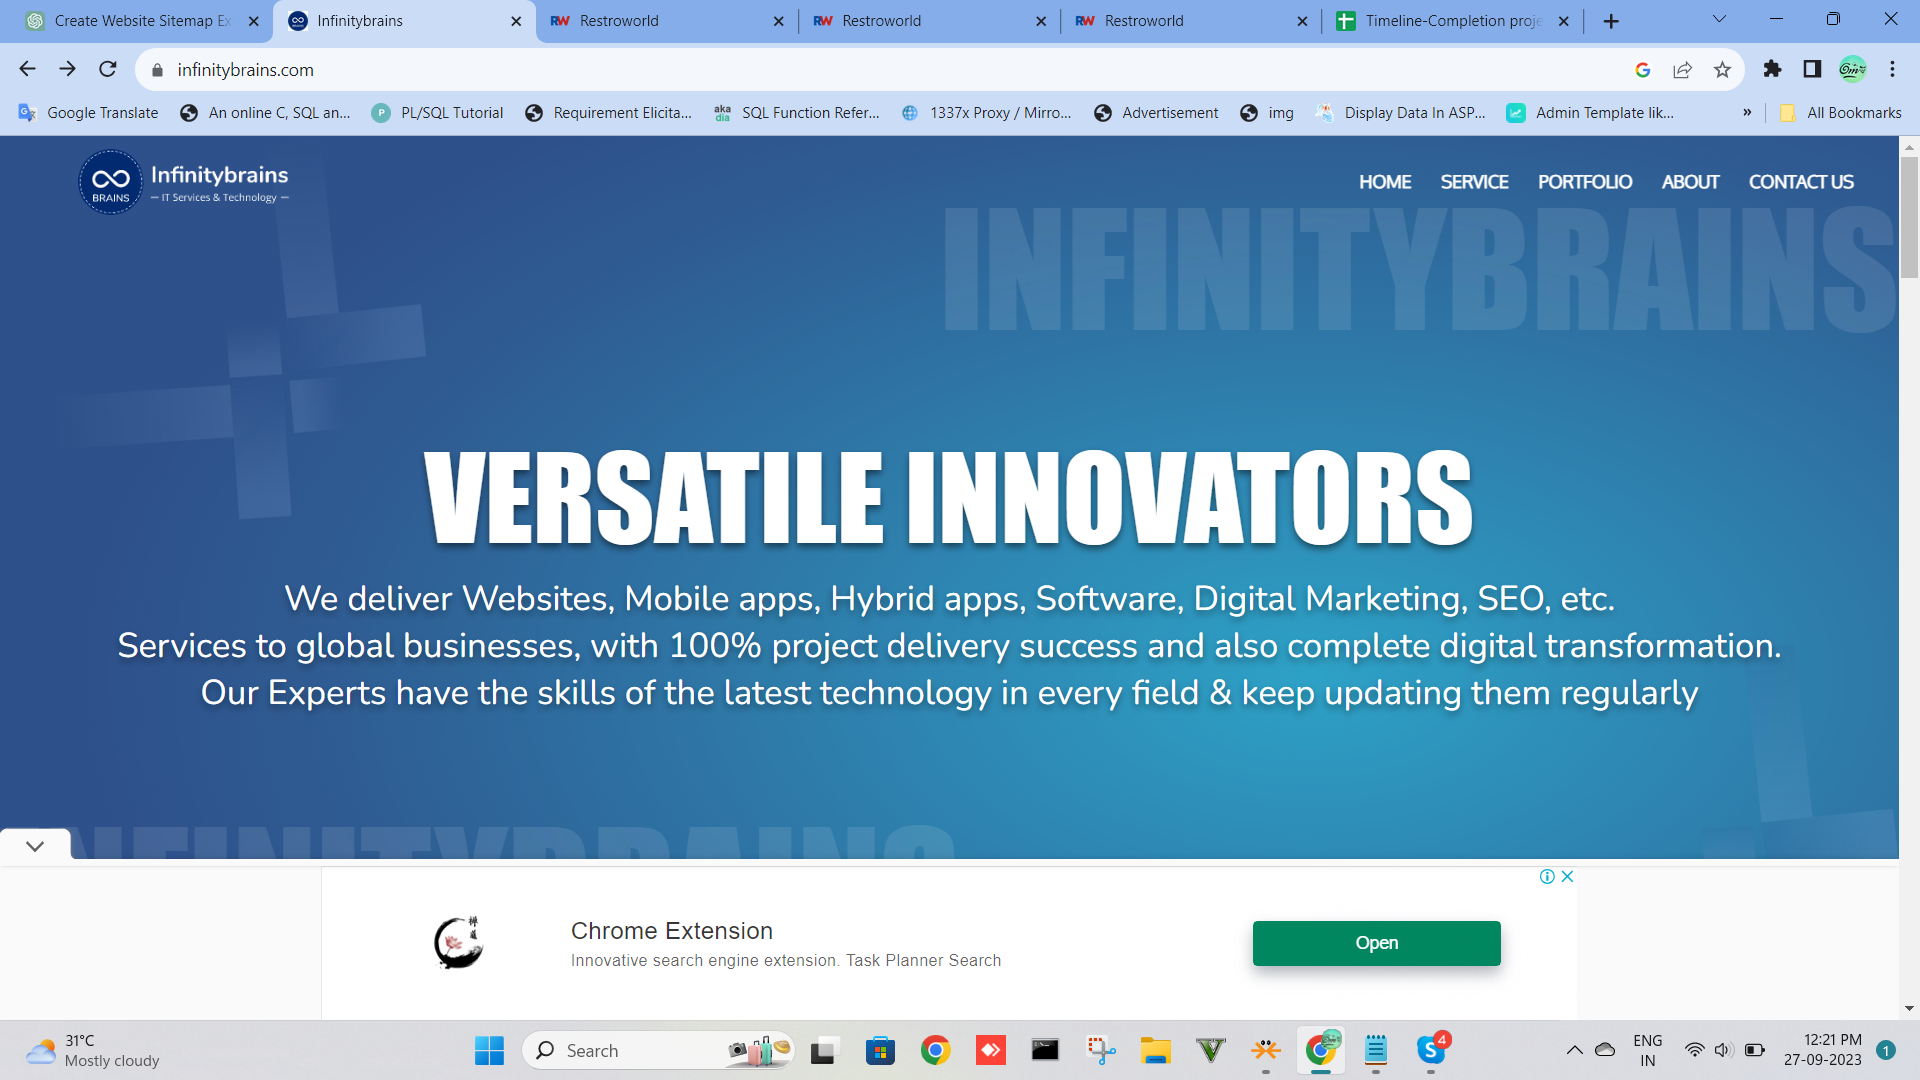 Create Website Sitemap Ex
Infinitybrains
Restroworld
Restroworld
Restroworld
Timeline-Completion proje
infinitybrains.com
Google Translate
An online C, SQL an...
PL/SQL Tutorial
Requirement Elicita...
aka dia
SQL Function Refer...
1337x Proxy / Mirro...
Advertisement
img
Display Data In ASP...
Admin Template lik...
»
All Bookmarks
BRAINS
Infinitybrains
— IT Services & Technology —
HOME
SERVICE
PORTFOLIO
ABOUT
CONTACT US
INFINITYBRAINS
VERSATILE INNOVATORS
We deliver Websites, Mobile apps, Hybrid apps, Software, Digital Marketing, SEO, etc.
Services to global businesses, with 100% project delivery success and also complete digital transformation.
Our Experts have the skills of the latest technology in every field & keep updating them regularly
INFINITYBRAINS
Chrome Extension
Innovative search engine extension. Task Planner Search
Open
31°C
Mostly cloudy
Search
4
ENG
IN
12:21 PM
27-09-2023
1